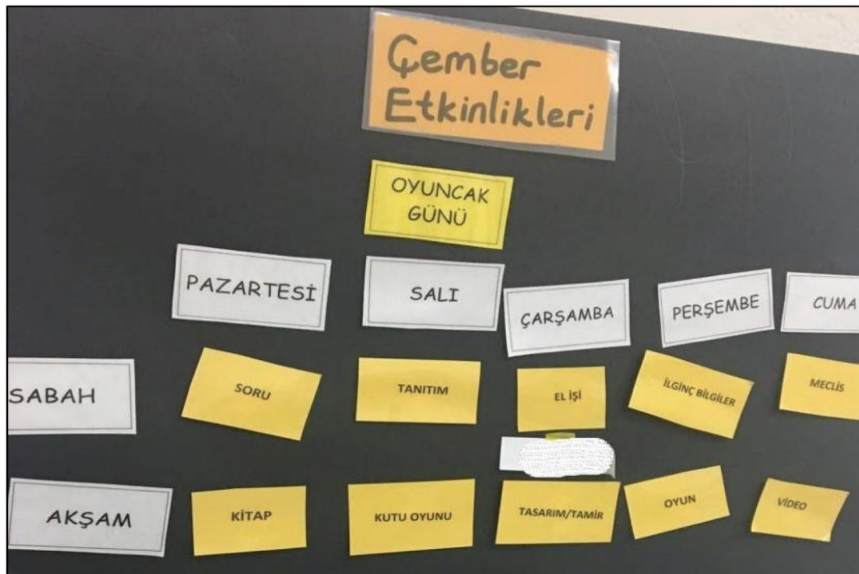 Çember
Etkinlikleri
OYUNCAK
GÜNÜ
PAZARTESİ
SALI
ÇARŞAMBA
PERŞEMBE
CUMA
SABAH
SORU
TANITIM
EL İŞİ
İLGİNÇ BİLGİLER
MECLİS
AKŞAM
KİTAP
KUTU OYUNU
TASARIM/TAMİR
OYUN
VİDEO